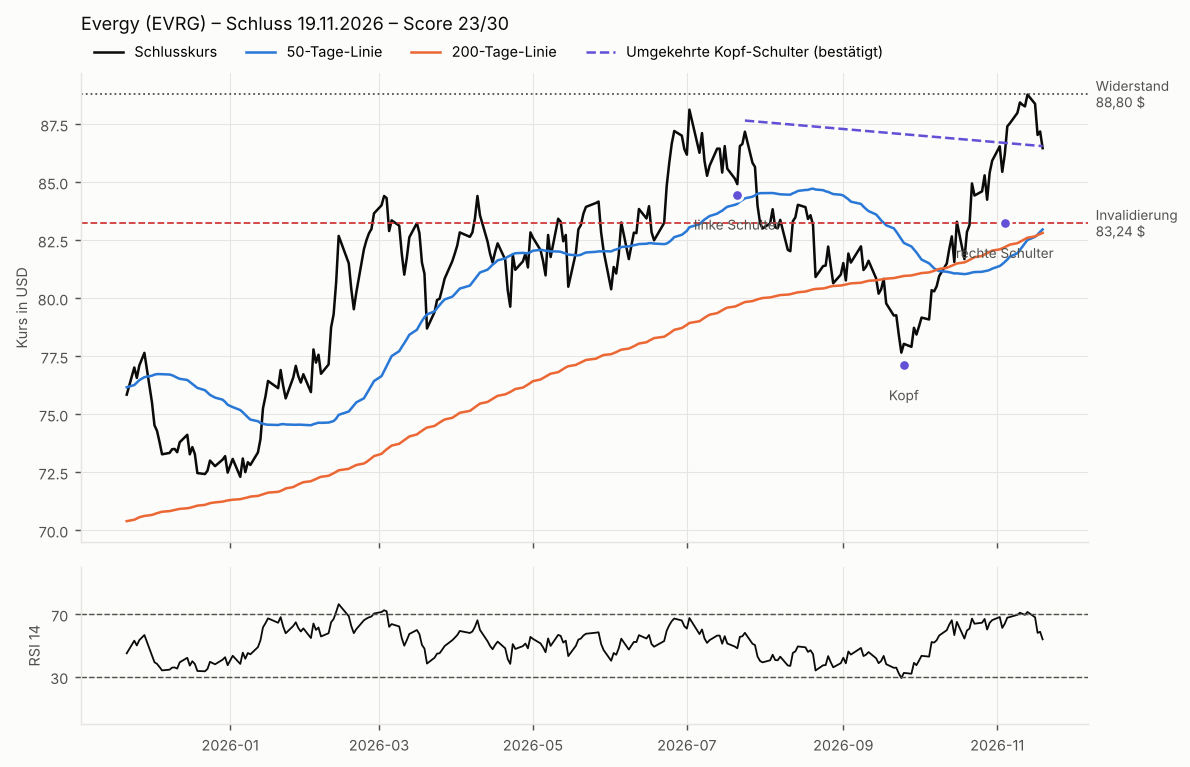 Evergy (EVRG) – Schluss 19.11.2026 – Score 23/30
Schlusskurs
50-Tage-Linie
200-Tage-Linie
Umgekehrte Kopf-Schulter (bestätigt)
Widerstand
88,80 $
Invalidierung
83,24 $
Kurs in USD
87.5
85.0
82.5
80.0
77.5
75.0
72.5
70.0
linke Schulter
rechte Schulter
Kopf
RSI 14
70
30
2026-01
2026-03
2026-05
2026-07
2026-09
2026-11